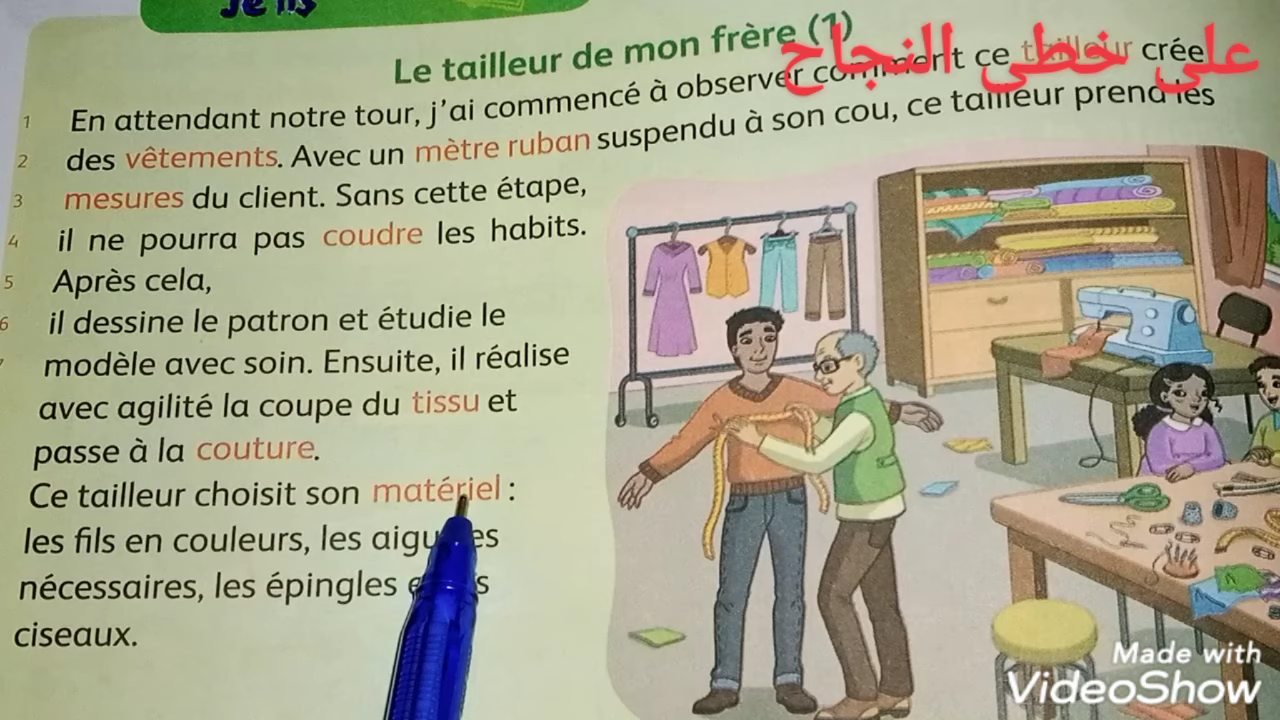 Je lis
Le tailleur de mon frère (1)
على خطى النجاح
1 En attendant notre tour, j'ai commencé à observer comment ce tailleur crée
2 des vêtements. Avec un mètre ruban suspendu à son cou, ce tailleur prend les
3 mesures du client. Sans cette étape,
4 il ne pourra pas coudre les habits.
5 Après cela,
6 il dessine le patron et étudie le
modèle avec soin. Ensuite, il réalise
avec agilité la coupe du tissu et
passe à la couture.
Ce tailleur choisit son matériel :
les fils en couleurs, les
nécessaires, les épingles
ciseaux.
Made with
VideoShow